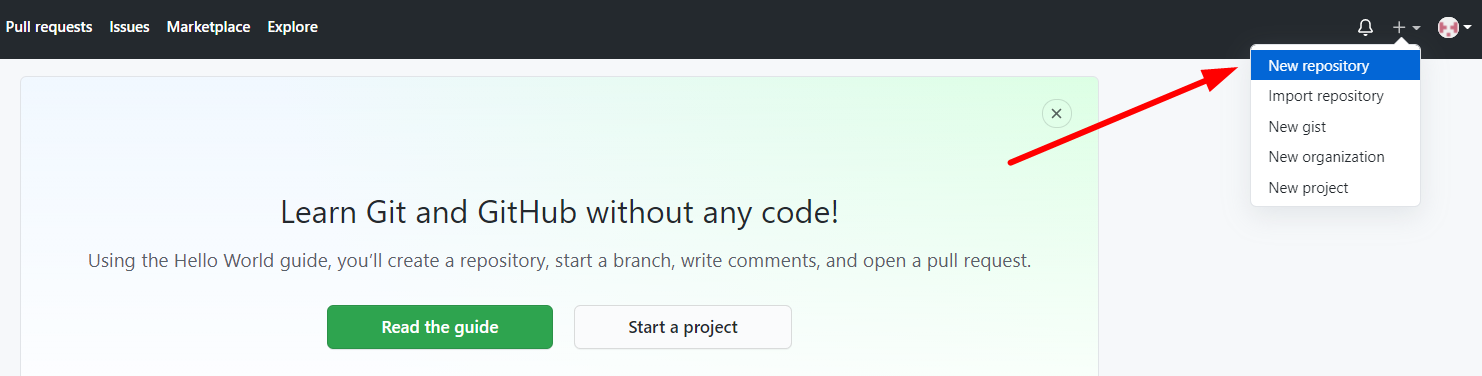 Pull requests Issues Marketplace Explore
New repository
Import repository
New gist
New organization
New project
Learn Git and GitHub without any code!
Using the Hello World guide, you’ll create a repository, start a branch, write comments, and open a pull request.
Read the guide Start a project